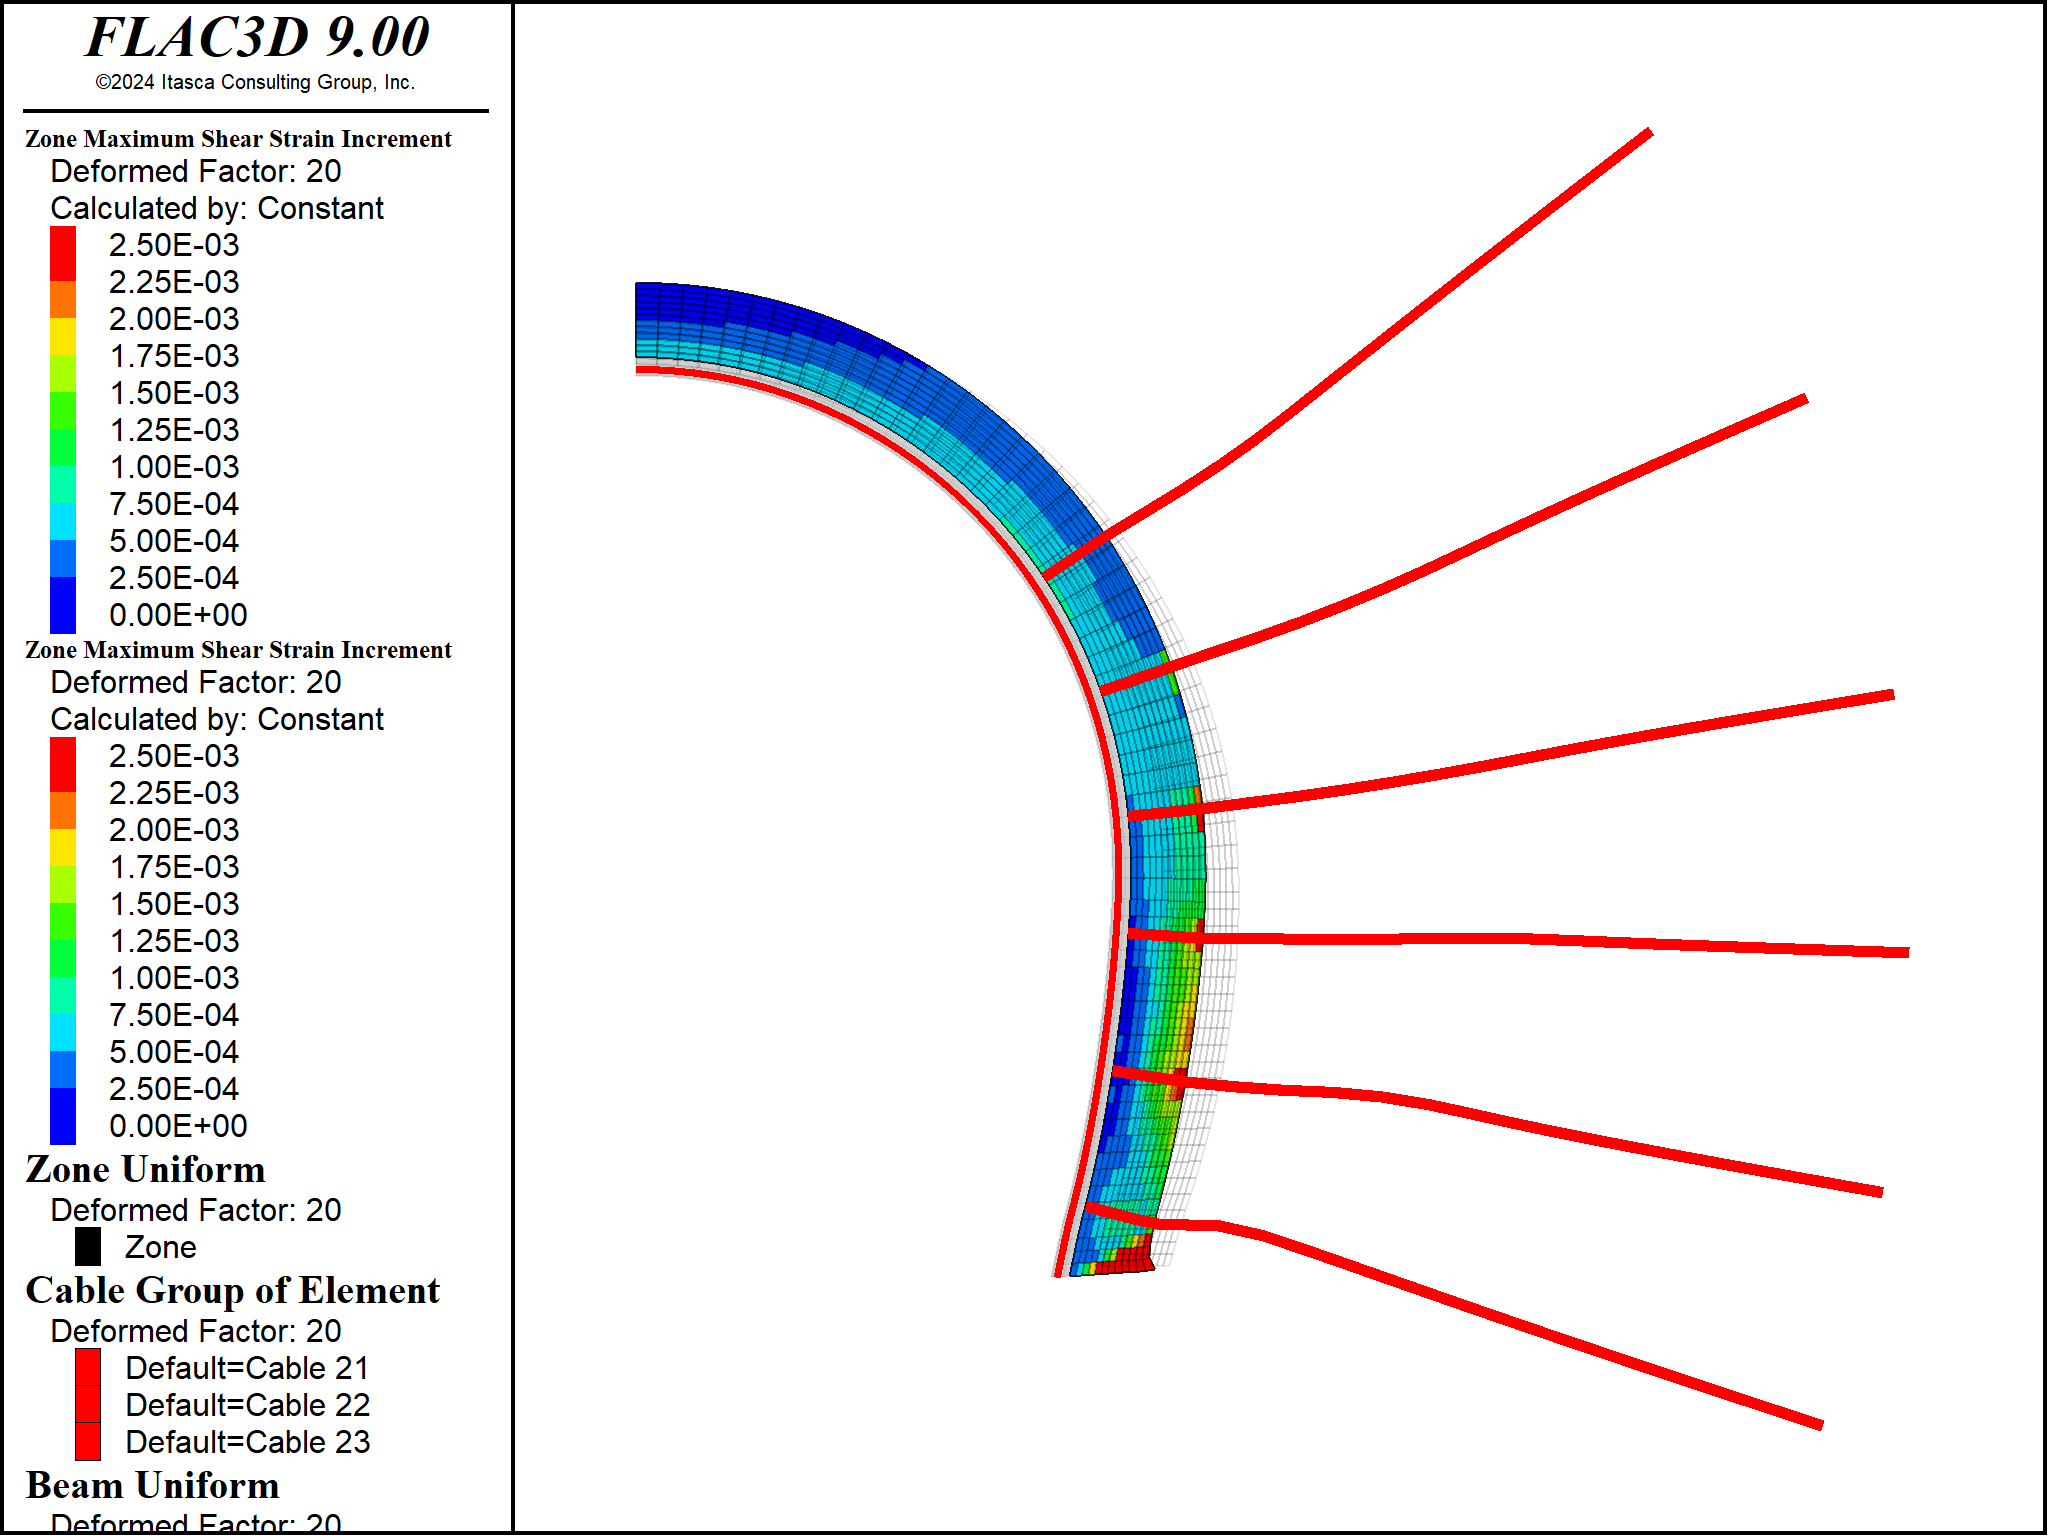 FLAC3D 9.00
©2024 Itasca Consulting Group, Inc.
Zone Maximum Shear Strain Increment
Deformed Factor: 20
Calculated by: Constant
2.50E-03
2.25E-03
2.00E-03
1.75E-03
1.50E-03
1.25E-03
1.00E-03
7.50E-04
5.00E-04
2.50E-04
0.00E+00
Zone Maximum Shear Strain Increment
Deformed Factor: 20
Calculated by: Constant
2.50E-03
2.25E-03
2.00E-03
1.75E-03
1.50E-03
1.25E-03
1.00E-03
7.50E-04
5.00E-04
2.50E-04
0.00E+00
Zone Uniform
Deformed Factor: 20
Zone
Cable Group of Element
Deformed Factor: 20
Default=Cable 21
Default=Cable 22
Default=Cable 23
Beam Uniform
Deformed Factor: 20